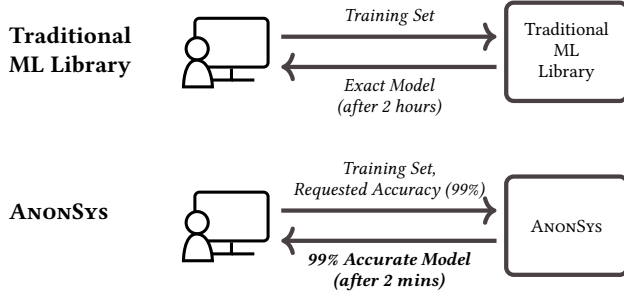 Traditional
ML Library
Training Set
Exact Model
(after 2 hours)
Traditional
ML
Library
AnonSys
Training Set,
Requested Accuracy (99%)
99% Accurate Model
(after 2 mins)
AnonSys